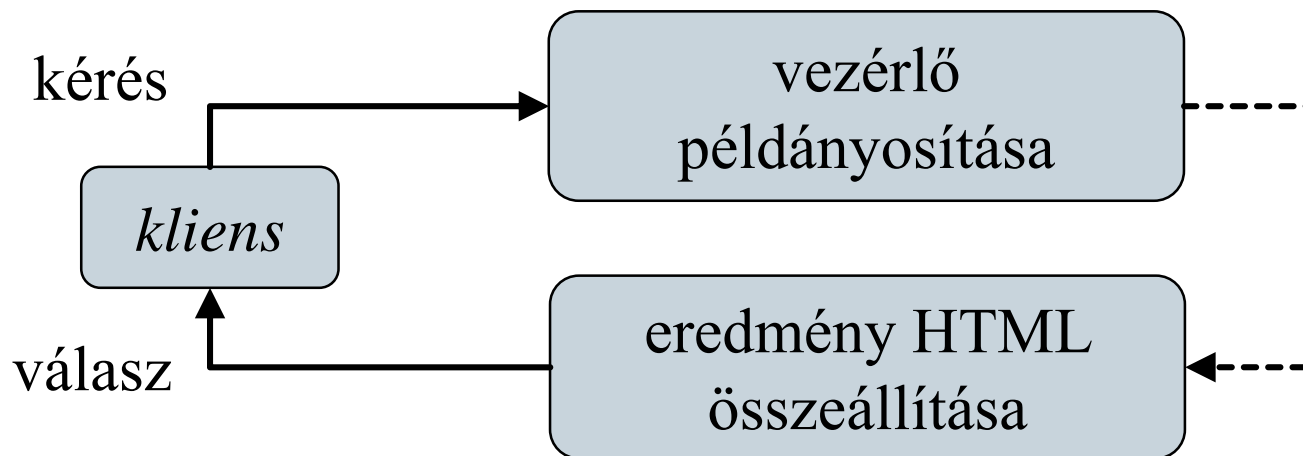 kérés
vezérlő
példányosítása
kliens
eredmény HTML
összeállítása
válasz